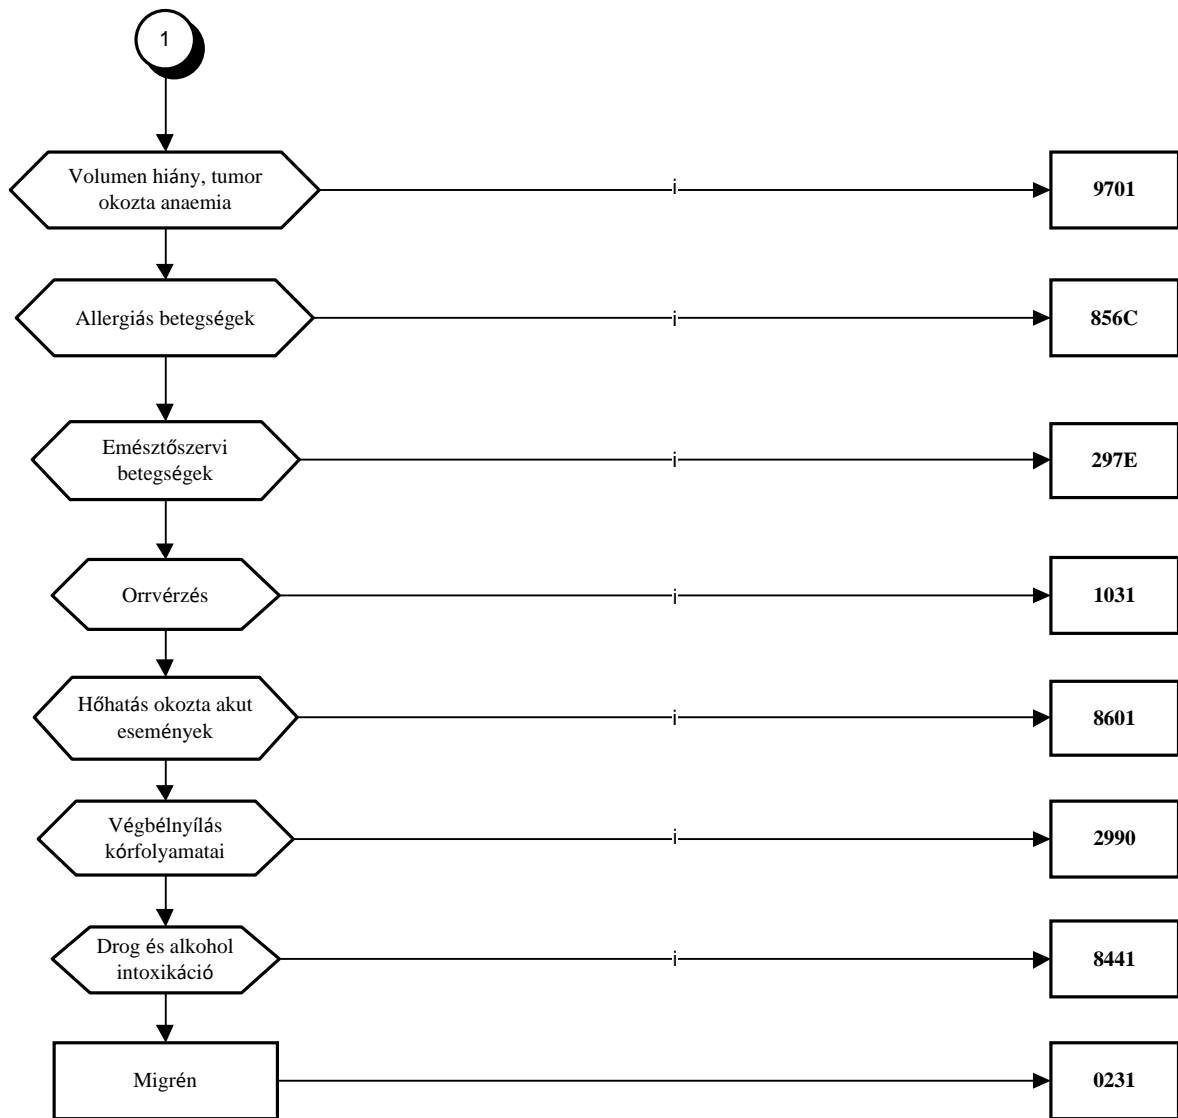 1
Volumen hiány, tumor
okozta anaemia
i
9701
Allergiás betegségek
i
856C
Emésztőszervi
betegségek
i
297E
Orrvérzés
i
1031
Hőhatás okozta akut
események
i
8601
Végbélnyílás
kórfolyamatai
i
2990
Drog és alkohol
intoxikáció
i
8441
Migrén
0231